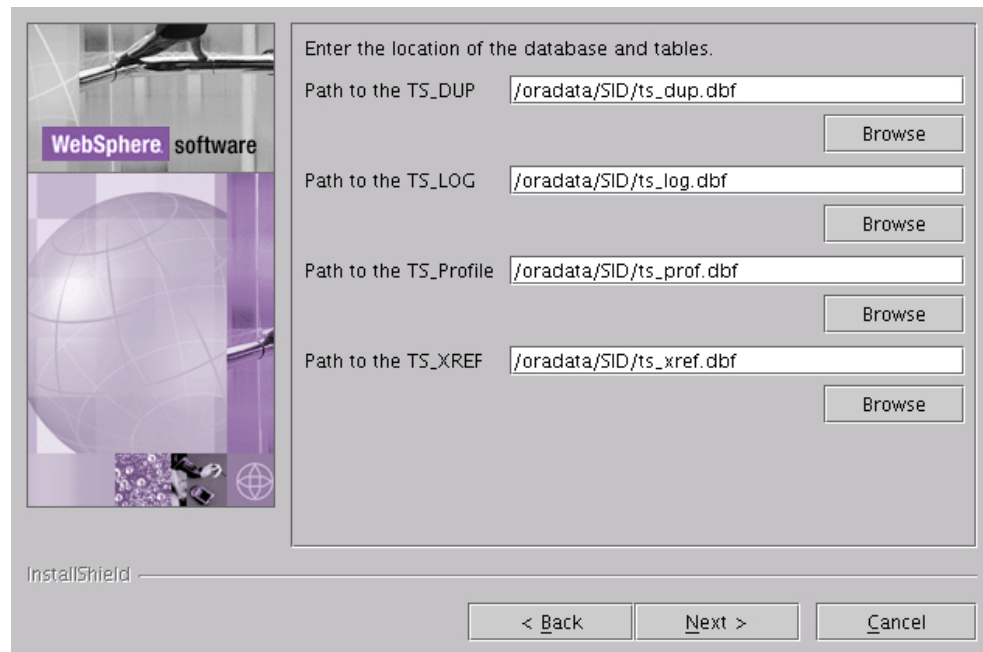 WebSphere software
Enter the location of the database and tables.
Path to the TS_DUP /oradata/SID/ts_dup.dbf
Browse
Path to the TS_LOG /oradata/SID/ts_log.dbf
Browse
Path to the TS_Profile /oradata/SID/ts_prof.dbf
Browse
Path to the TS_XREF /oradata/SID/ts_xref.dbf
Browse
InstallShield
< Back Next > Cancel